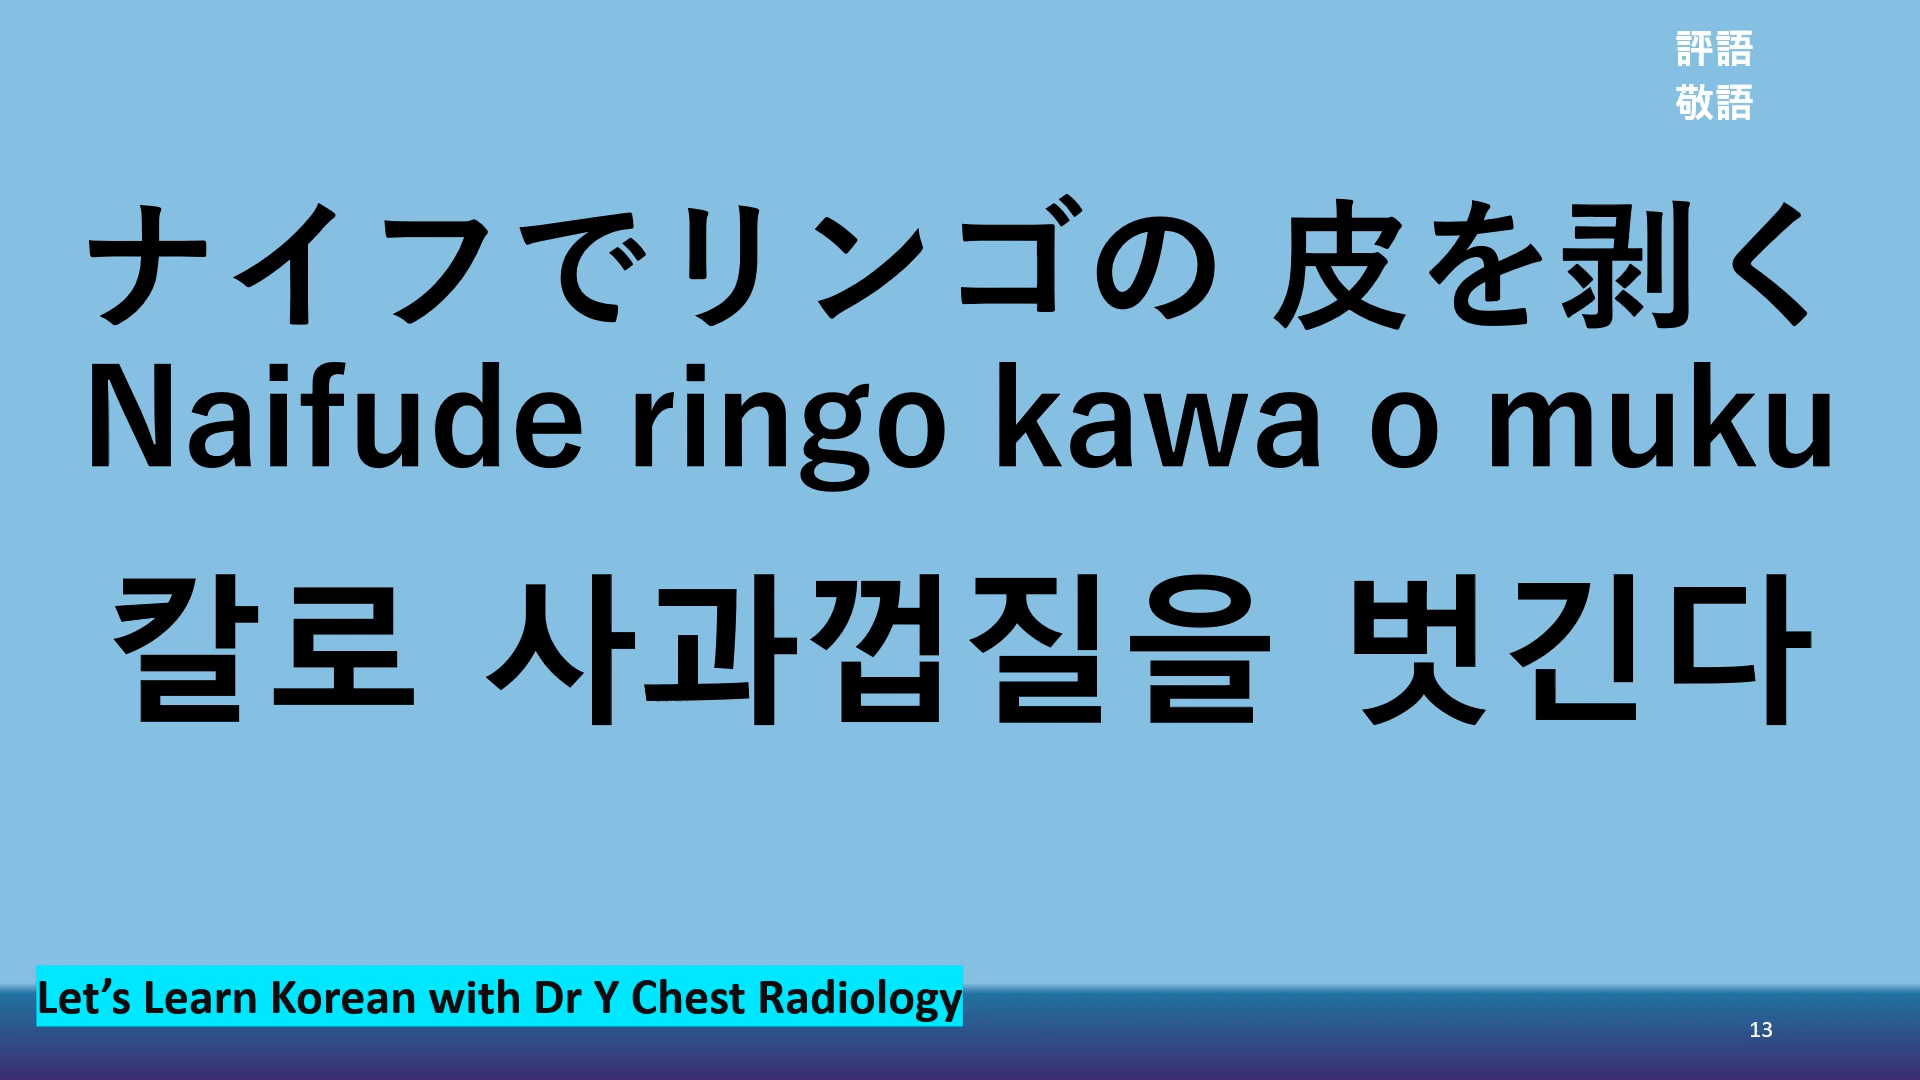 評語
敬語
ナイフでリンゴの 皮を剥く
Naifude ringo kawa o muku
칼로 사과껍질을 벗긴다
Let’s Learn Korean with Dr Y Chest Radiology
13